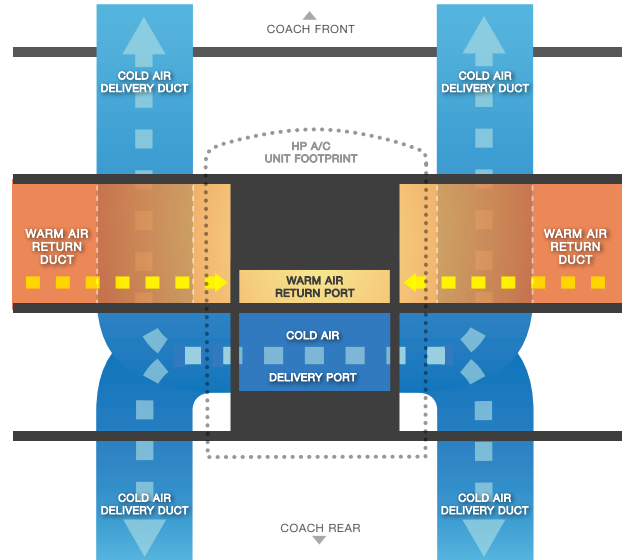 COACH FRONT
COLD AIR
DELIVERY DUCT
COLD AIR
DELIVERY DUCT
HP A/C
UNIT FOOTPRINT
WARM AIR
RETURN
DUCT
WARM AIR
RETURN
DUCT
WARM AIR
RETURN PORT
COLD AIR
DELIVERY PORT
COLD AIR
DELIVERY DUCT
COLD AIR
DELIVERY DUCT
COACH REAR